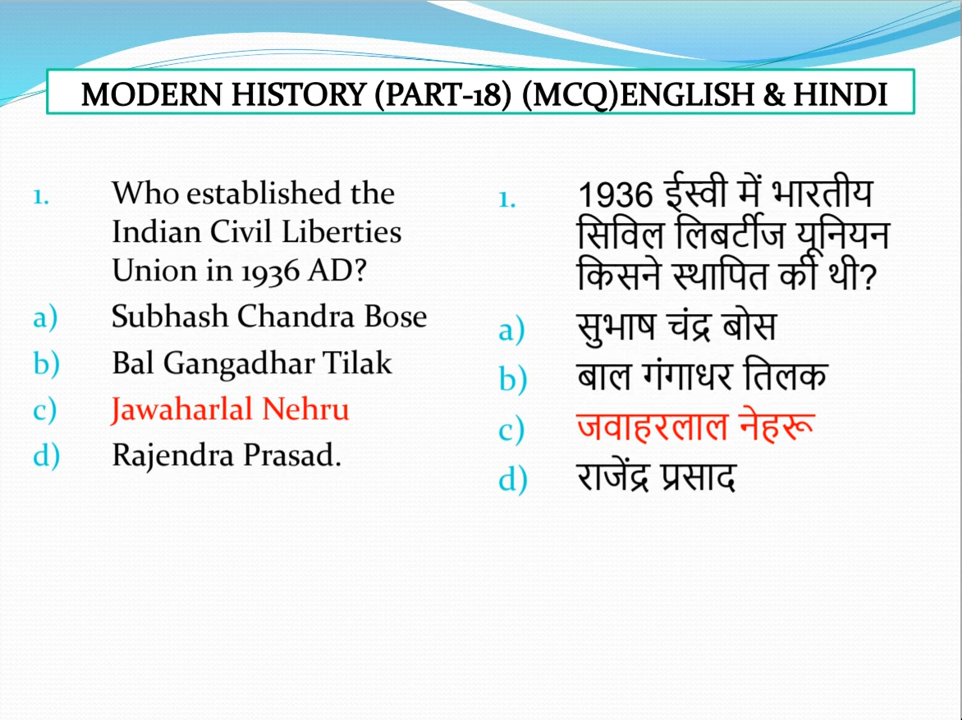 MODERN HISTORY (PART-18) (MCQ)ENGLISH & HINDI
1. Who established the
Indian Civil Liberties
Union in 1936 AD?
a) Subhash Chandra Bose
b) Bal Gangadhar Tilak
c) Jawaharlal Nehru
d) Rajendra Prasad.
1. 1936 ईस्वी में भारतीय
सिविल लिबर्टीज यूनियन
किसने स्थापित की थी?
a) सुभाष चंद्र बोस
b) बाल गंगाधर तिलक
c) जवाहरलाल नेहरू
d) राजेंद्र प्रसाद